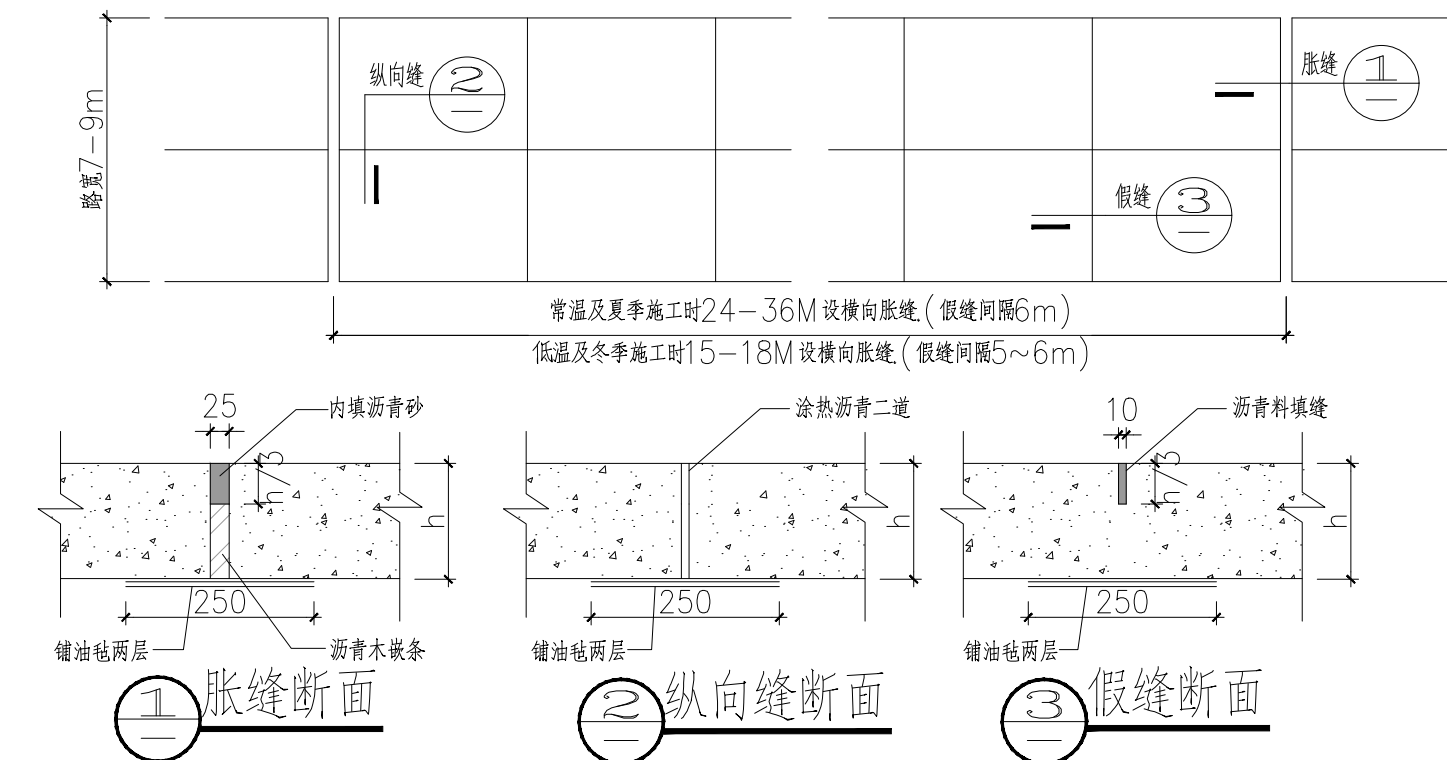 路宽7-9m
纵向缝
2
胀缝
1
假缝
3
常温及夏季施工时24-36M设横向胀缝.(假缝间隔6m)
低温及冬季施工时15-18M设横向胀缝.(假缝间隔5~6m)
25
内填沥青砂
h/3
h
250
铺油毡两层
沥青木嵌条
1
胀缝断面
涂热沥青二道
h
250
铺油毡两层
2
纵向缝断面
10
沥青料填缝
h/3
h
250
铺油毡两层
3
假缝断面